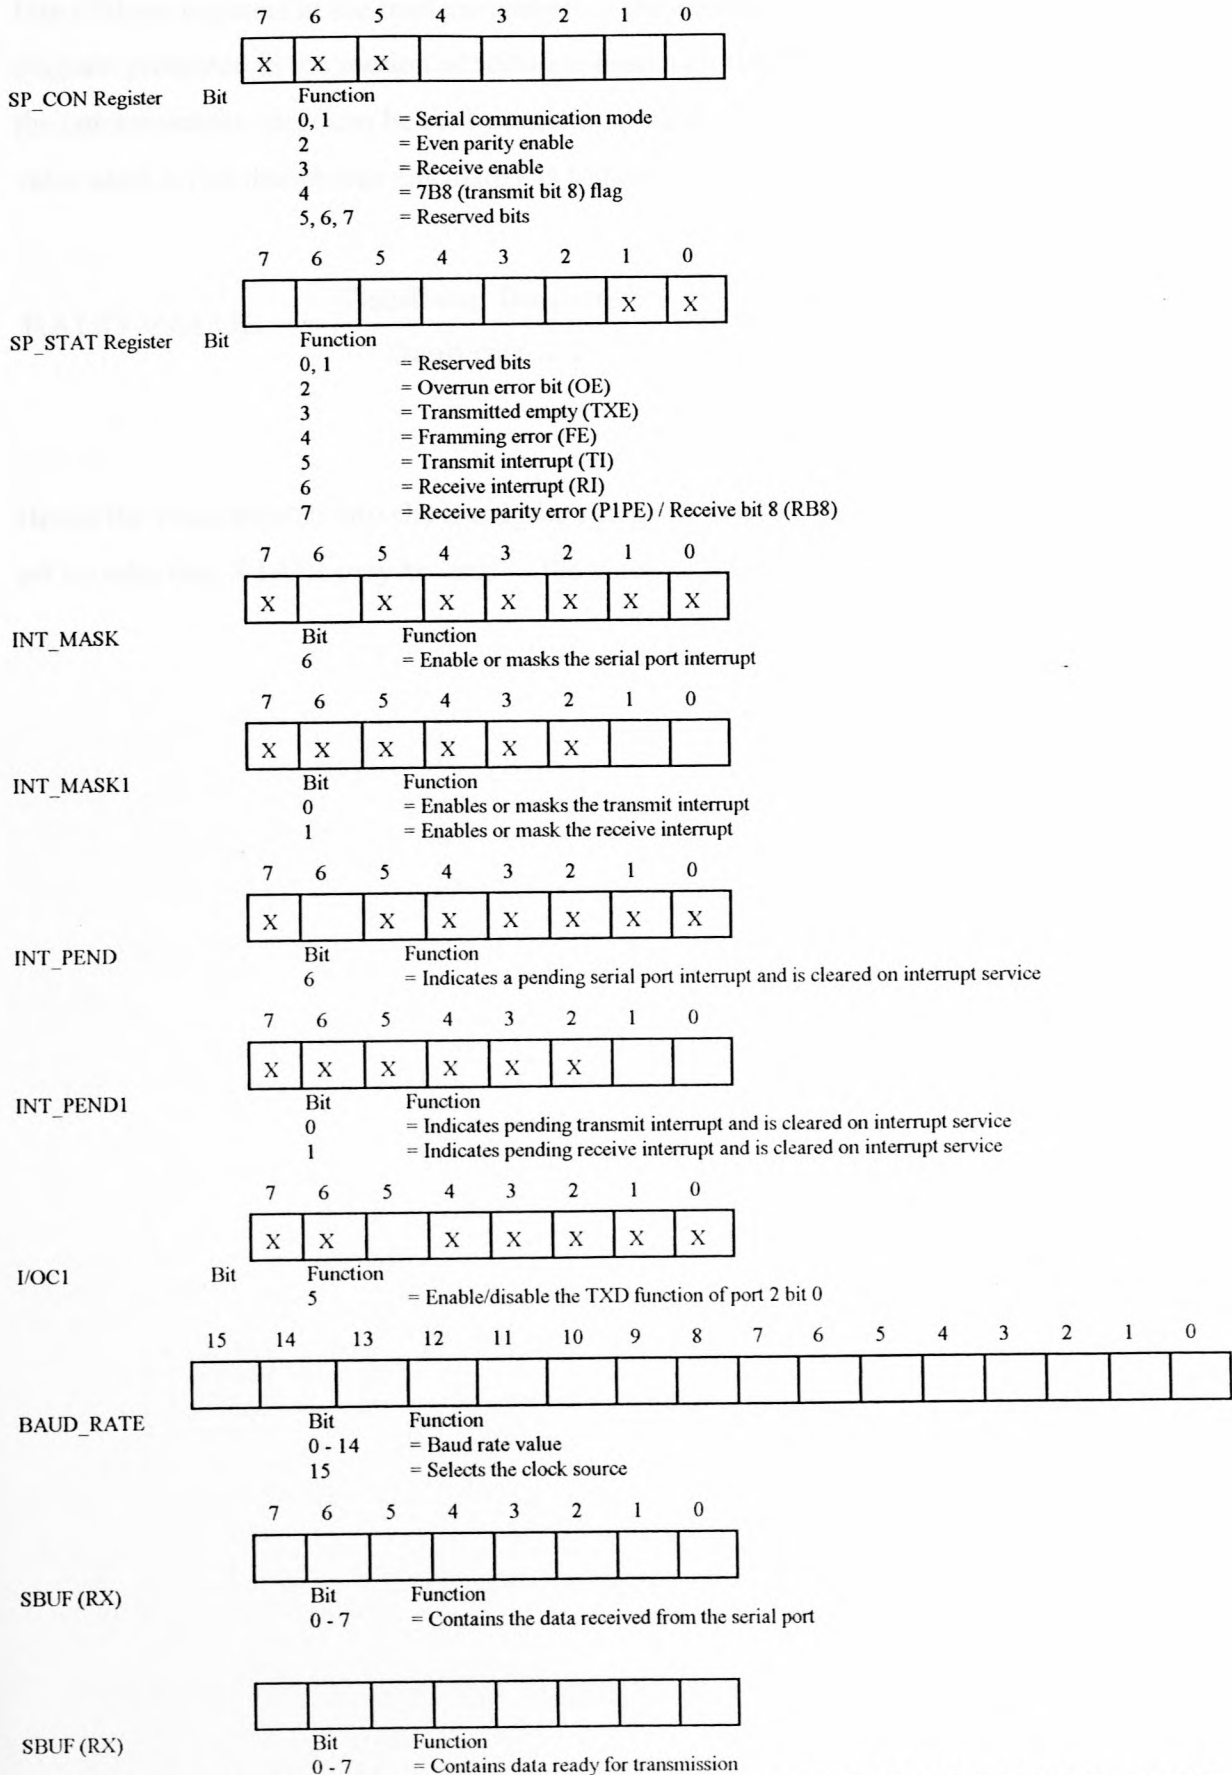 7 6 5 4 3 2 1 0
X X X
SP_CON Register Bit Function
0, 1 = Serial communication mode
2 = Even parity enable
3 = Receive enable
4 = 7B8 (transmit bit 8) flag
5, 6, 7 = Reserved bits
7 6 5 4 3 2 1 0
X X
SP_STAT Register Bit Function
0, 1 = Reserved bits
2 = Overrun error bit (OE)
3 = Transmitted empty (TXE)
4 = Framming error (FE)
5 = Transmit interrupt (TI)
6 = Receive interrupt (RI)
7 = Receive parity error (P1PE) / Receive bit 8 (RB8)
7 6 5 4 3 2 1 0
X X X X X X X
INT_MASK Bit Function
6 = Enable or masks the serial port interrupt
7 6 5 4 3 2 1 0
X X X X X X
INT_MASK1 Bit Function
0 = Enables or masks the transmit interrupt
1 = Enables or mask the receive interrupt
7 6 5 4 3 2 1 0
X X X X X X X
INT_PEND Bit Function
6 = Indicates a pending serial port interrupt and is cleared on interrupt service
7 6 5 4 3 2 1 0
X X X X X X
INT_PEND1 Bit Function
0 = Indicates pending transmit interrupt and is cleared on interrupt service
1 = Indicates pending receive interrupt and is cleared on interrupt service
7 6 5 4 3 2 1 0
X X X X X X X
I/OC1 Bit Function
5 = Enable/disable the TXD function of port 2 bit 0
15 14 13 12 11 10 9 8 7 6 5 4 3 2 1 0
BAUD_RATE Bit Function
0 - 14 = Baud rate value
15 = Selects the clock source
7 6 5 4 3 2 1 0
SBUF (RX) Bit Function
0 - 7 = Contains the data received from the serial port
SBUF (RX) Bit Function
0 - 7 = Contains data ready for transmission